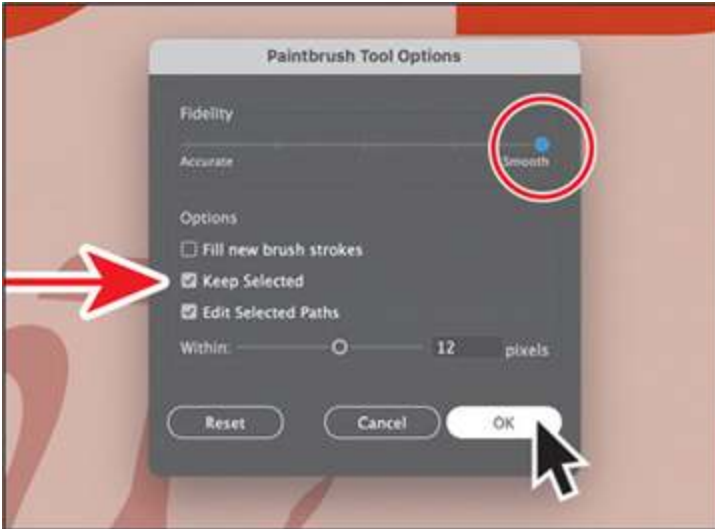 Paintbrush Tool Options
Fidelity
Accurate Smooth
Options
Fill new brush strokes
Keep Selected
Edit Selected Paths
Within: 12 pixels
Reset Cancel OK